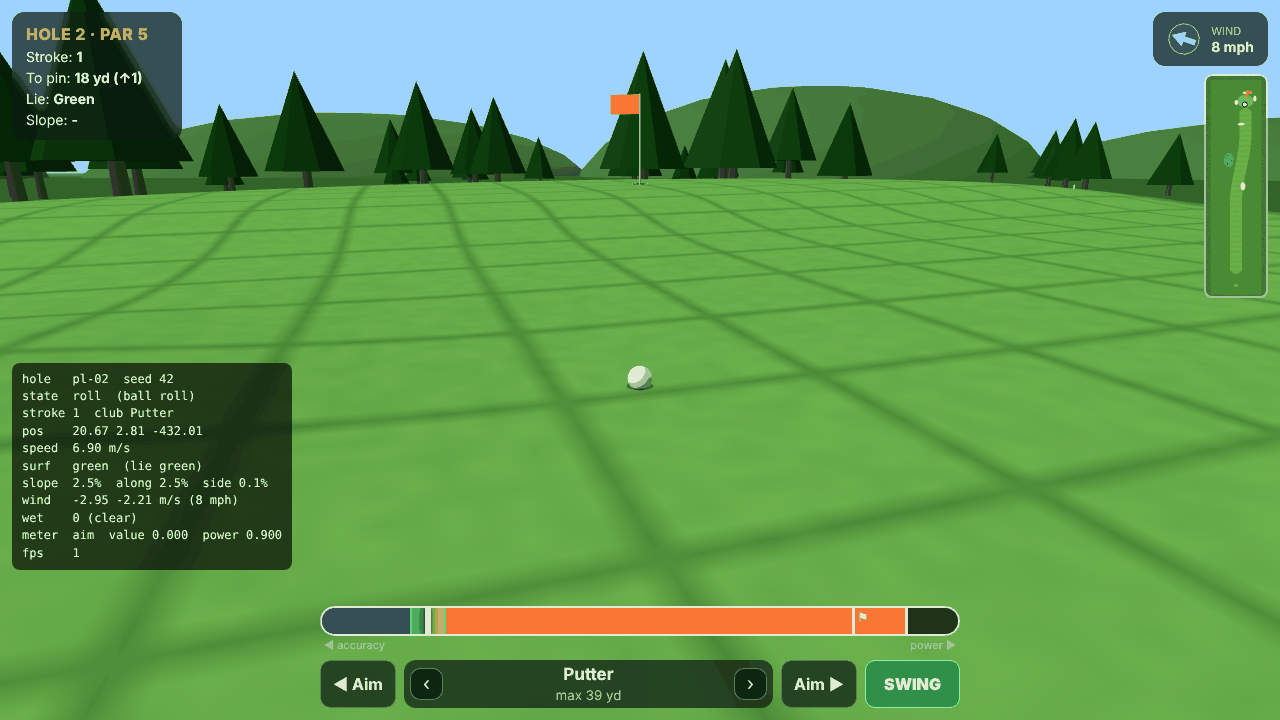 HOLE 2 · PAR 5
Stroke: 1
To pin: 18 yd (↑1)
Lie: Green
Slope: -
WIND
8 mph
hole pl-02 seed 42
state roll (ball roll)
stroke 1 club Putter
pos 20.67 2.81 -432.01
speed 6.90 m/s
surf green (lie green)
slope 2.5% along 2.5% side 0.1%
wind -2.95 -2.21 m/s (8 mph)
wet 0 (clear)
meter aim value 0.000 power 0.900
fps 1
◀ accuracy
power ▶
◀ Aim
‹
Putter
max 39 yd
›
Aim ▶
SWING